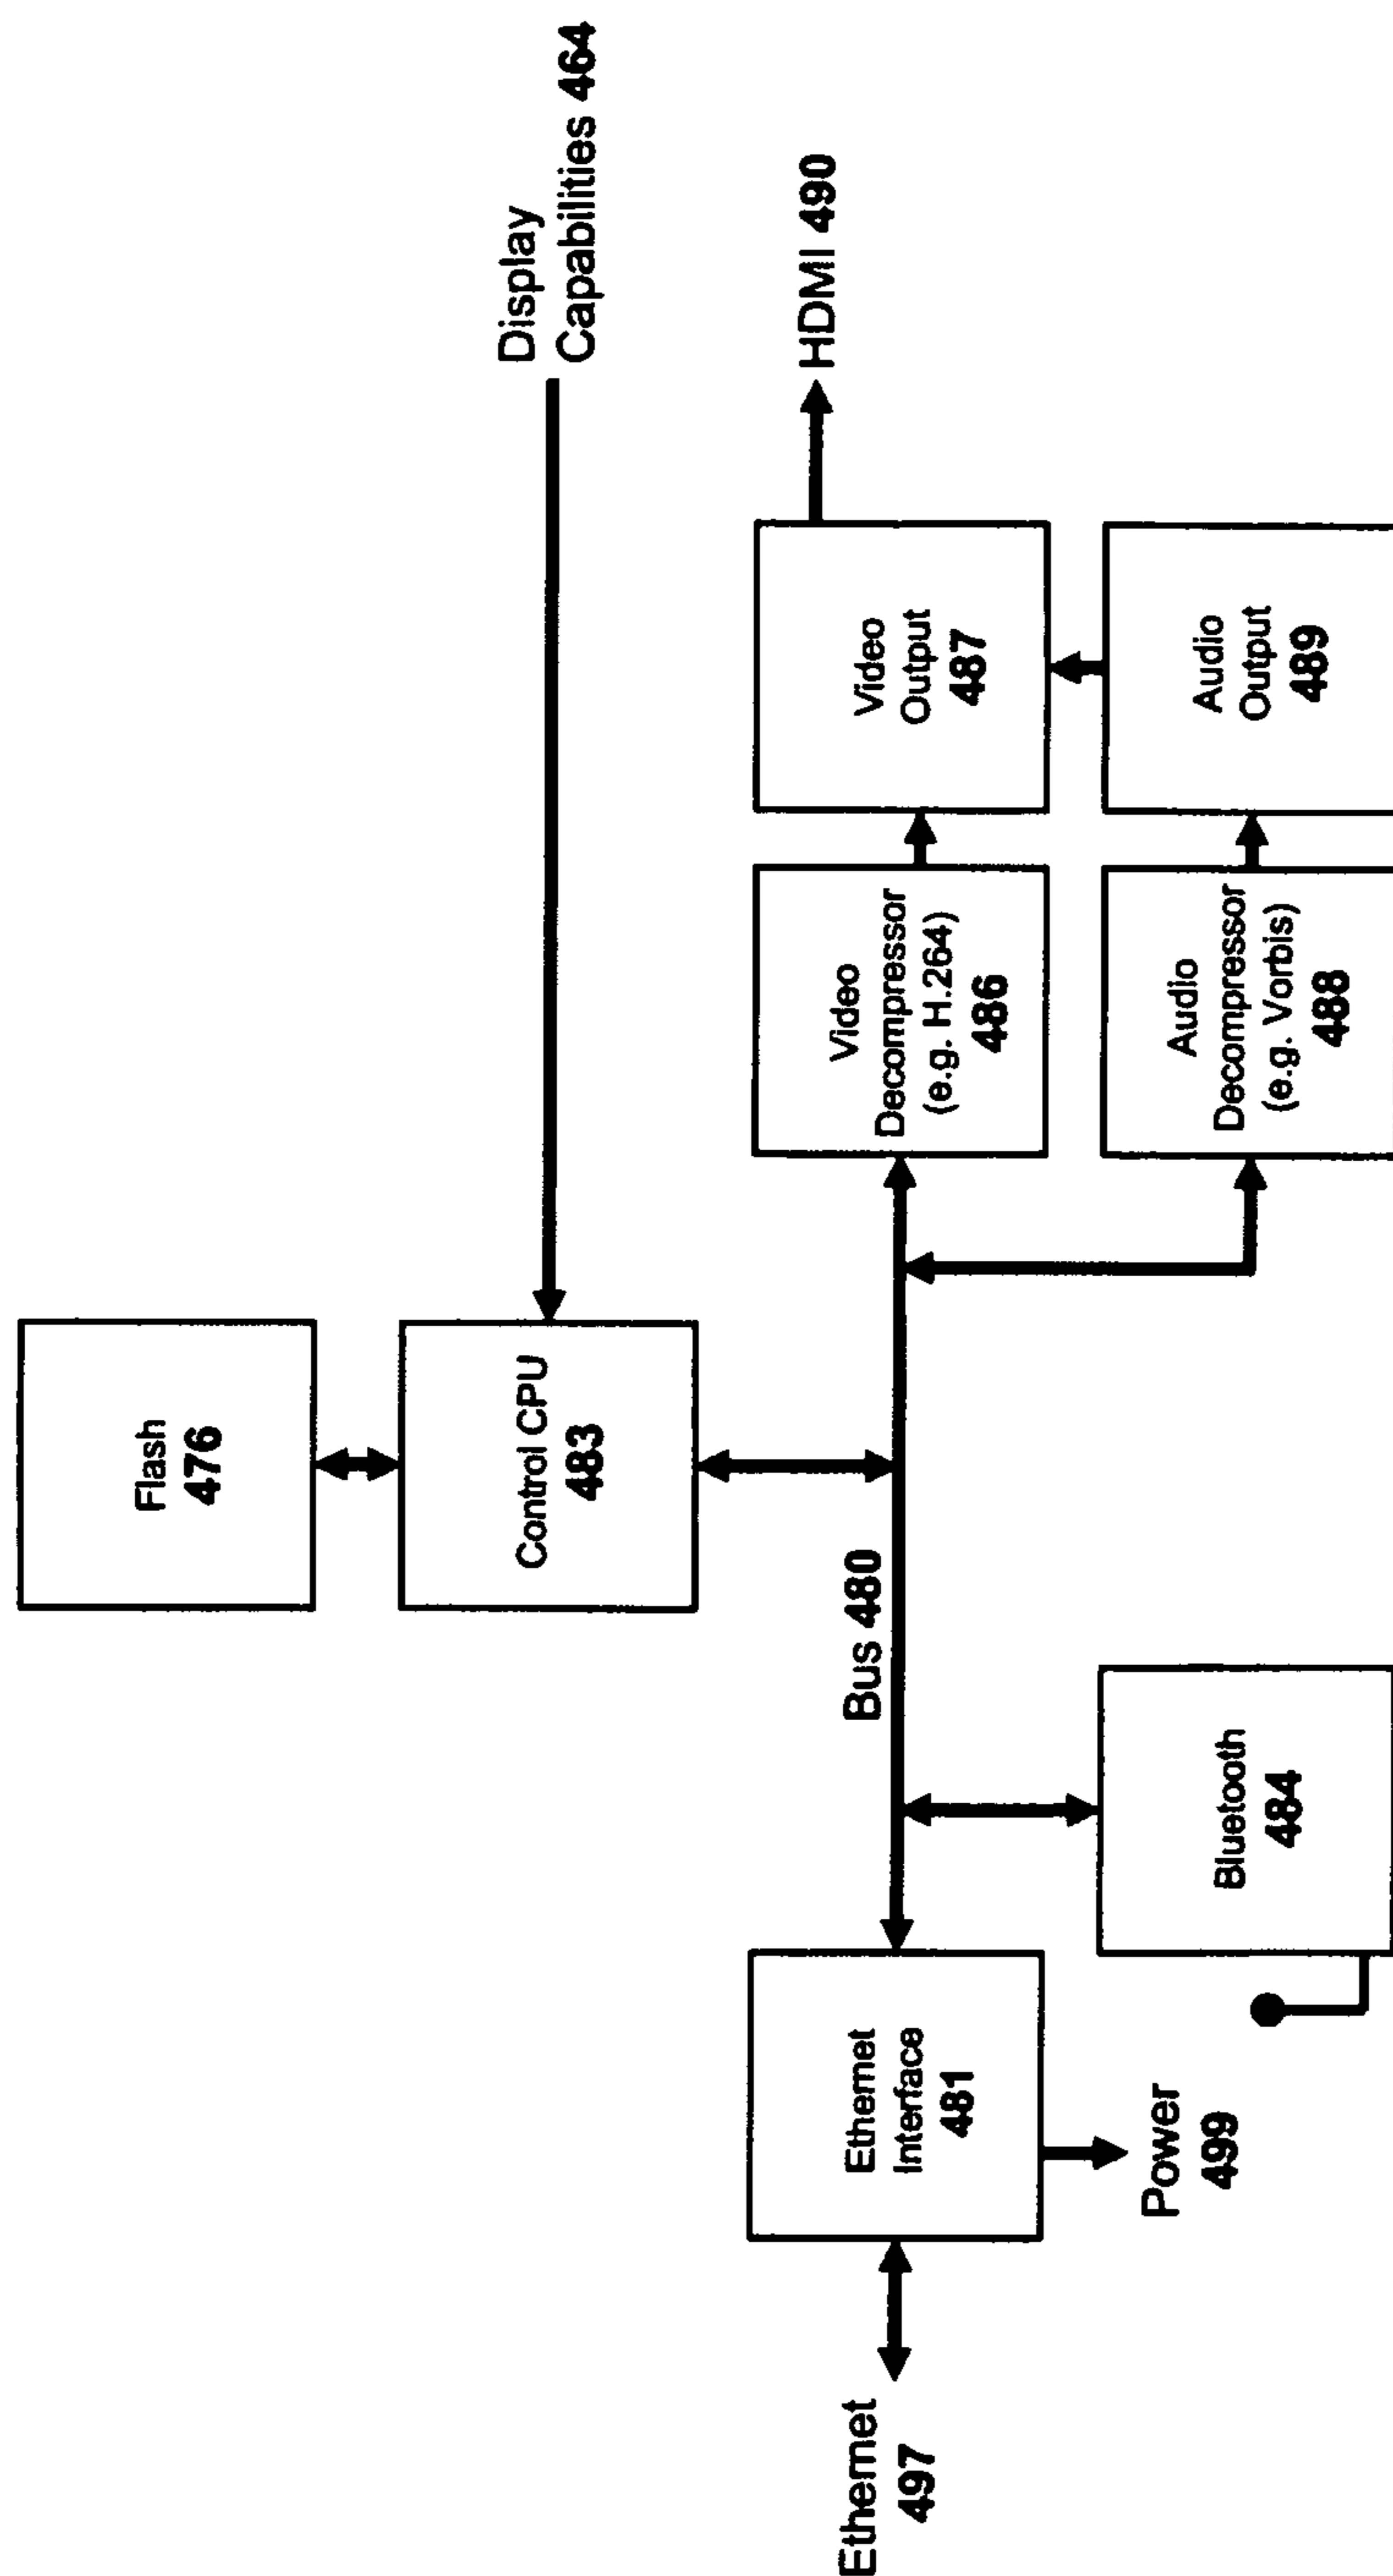 Flash
476
Control CPU
483
Display
Capabilities 464
Bus 480
Ethernet
497
Ethernet
Interface
481
Power
499
Bluetooth
484
Video
Decompressor
(e.g. H.264)
486
Video
Output
487
HDMI 490
Audio
Decompressor
(e.g. Vorbis)
488
Audio
Output
489